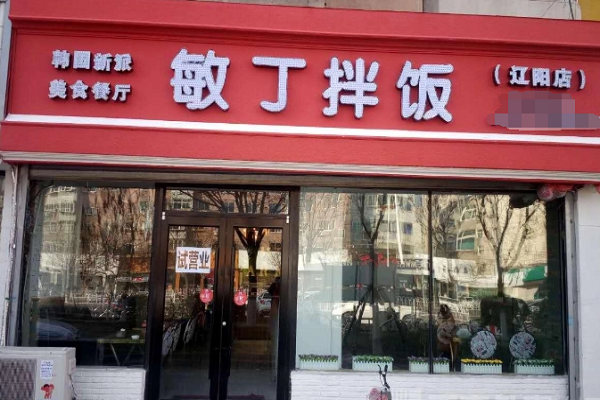 韩国新派
美食餐厅
敏丁拌饭
（辽阳店）
试营业